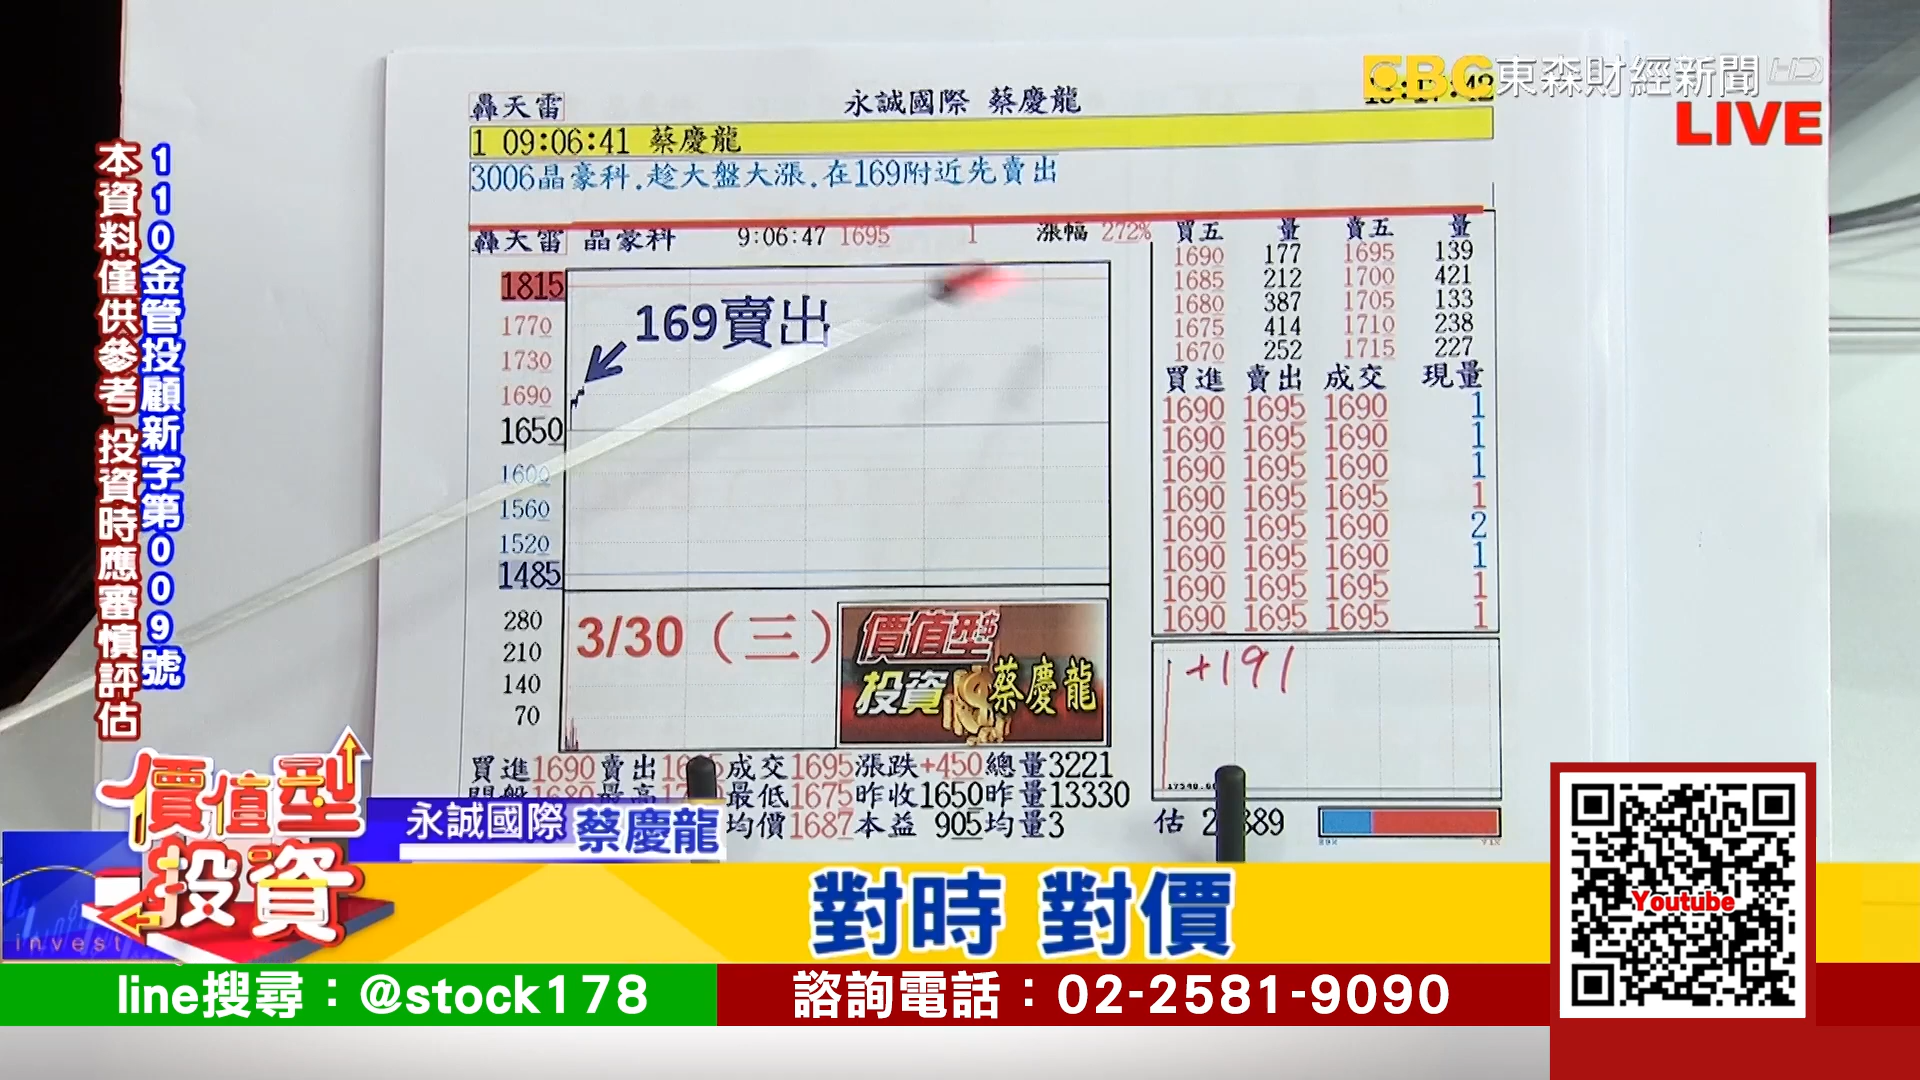 EBC東森財經新聞HD
LIVE
本資料僅供參考 投資時應審慎評估
110金管投顧新字第009號
轟天雷
永誠國際 蔡慶龍
1 09:06:41 蔡慶龍
3006晶豪科.趁大盤大漲.在169附近先賣出
轟天雷 晶豪科 9:06:47 1695 1 漲幅 272%
買五 量 賣五 量
1690 177 1695 139
1685 212 1700 421
1680 387 1705 133
1675 414 1710 238
1670 252 1715 227
買進 賣出 成交 現量
1690 1695 1690 1
1690 1695 1690 1
1690 1695 1690 1
1690 1695 1695 1
1690 1695 1690 2
1690 1695 1690 1
1690 1695 1695 1
1690 1695 1695 1
1815
1770
1730
1690
1650
1600
1560
1520
1485
280
210
140
70
169賣出
3/30（三）
價值型
投資
蔡慶龍
+191
買進1690 賣出 成交1695 漲跌+450 總量3221
最低1675 昨收1650 昨量13330
均價1687 本益 905 均量3
估
價值型
投資
invest
永誠國際 蔡慶龍
對時 對價
line搜尋：@stock178
諮詢電話：02-2581-9090
Youtube